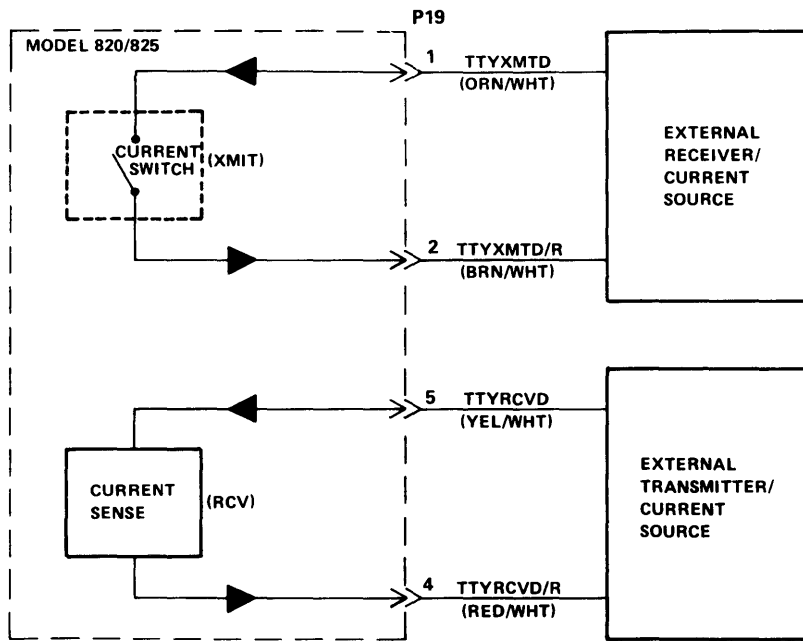 P19
MODEL 820/825
1 TTYXMTD
(ORN/WHT)
CURRENT
SWITCH
(XMIT)
EXTERNAL
RECEIVER/
CURRENT
SOURCE
2 TTYXMTD/R
(BRN/WHT)
5 TTYRCVD
(YEL/WHT)
CURRENT
SENSE
(RCV)
EXTERNAL
TRANSMITTER/
CURRENT
SOURCE
4 TTYRCVD/R
(RED/WHT)